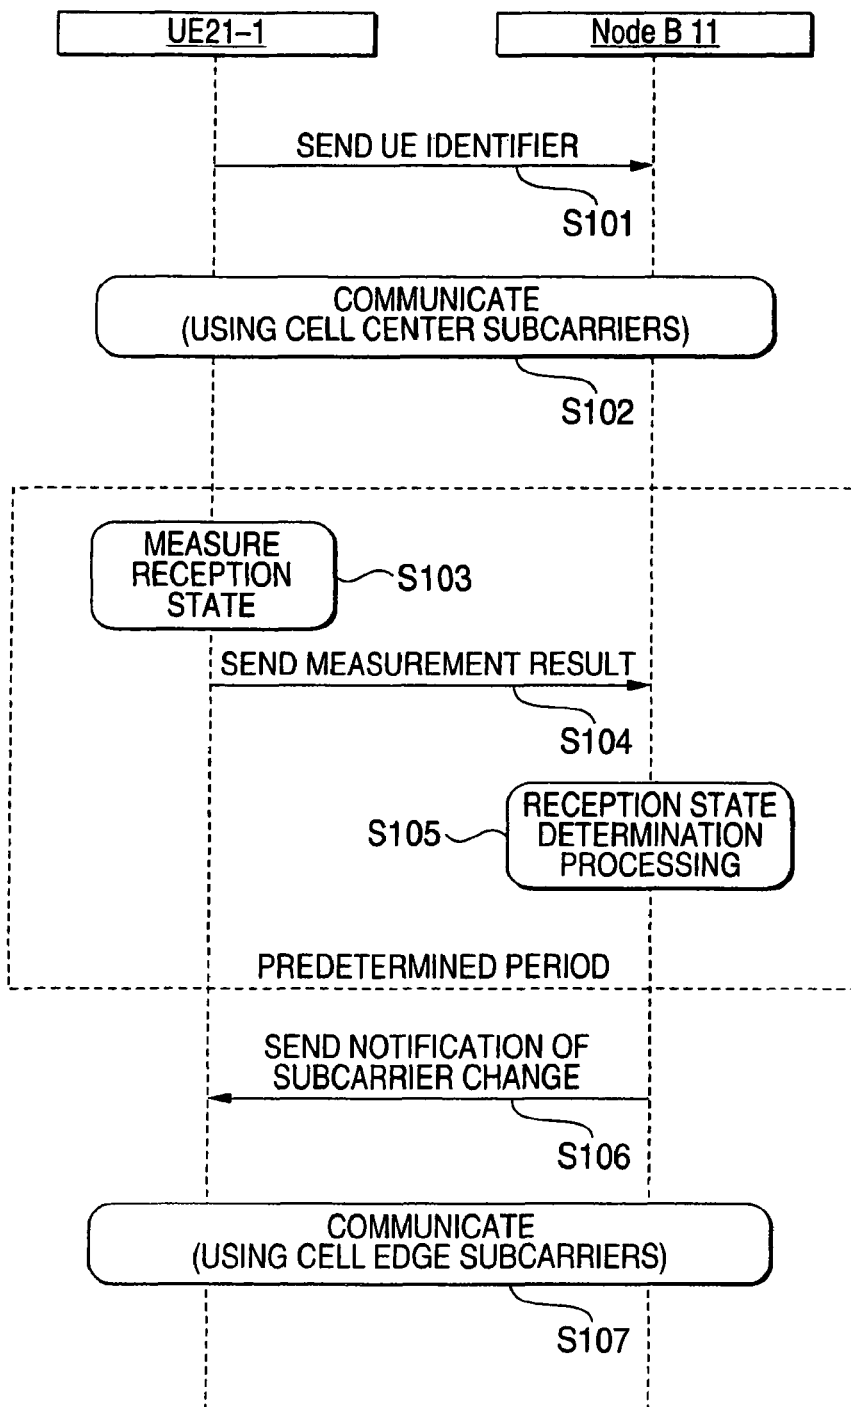 UE21-1
Node B 11
SEND UE IDENTIFIER
S101
COMMUNICATE
(USING CELL CENTER SUBCARRIERS)
S102
MEASURE
RECEPTION
STATE
S103
SEND MEASUREMENT RESULT
S104
RECEPTION STATE
DETERMINATION
PROCESSING
S105
PREDETERMINED PERIOD
SEND NOTIFICATION OF
SUBCARRIER CHANGE
S106
COMMUNICATE
(USING CELL EDGE SUBCARRIERS)
S107